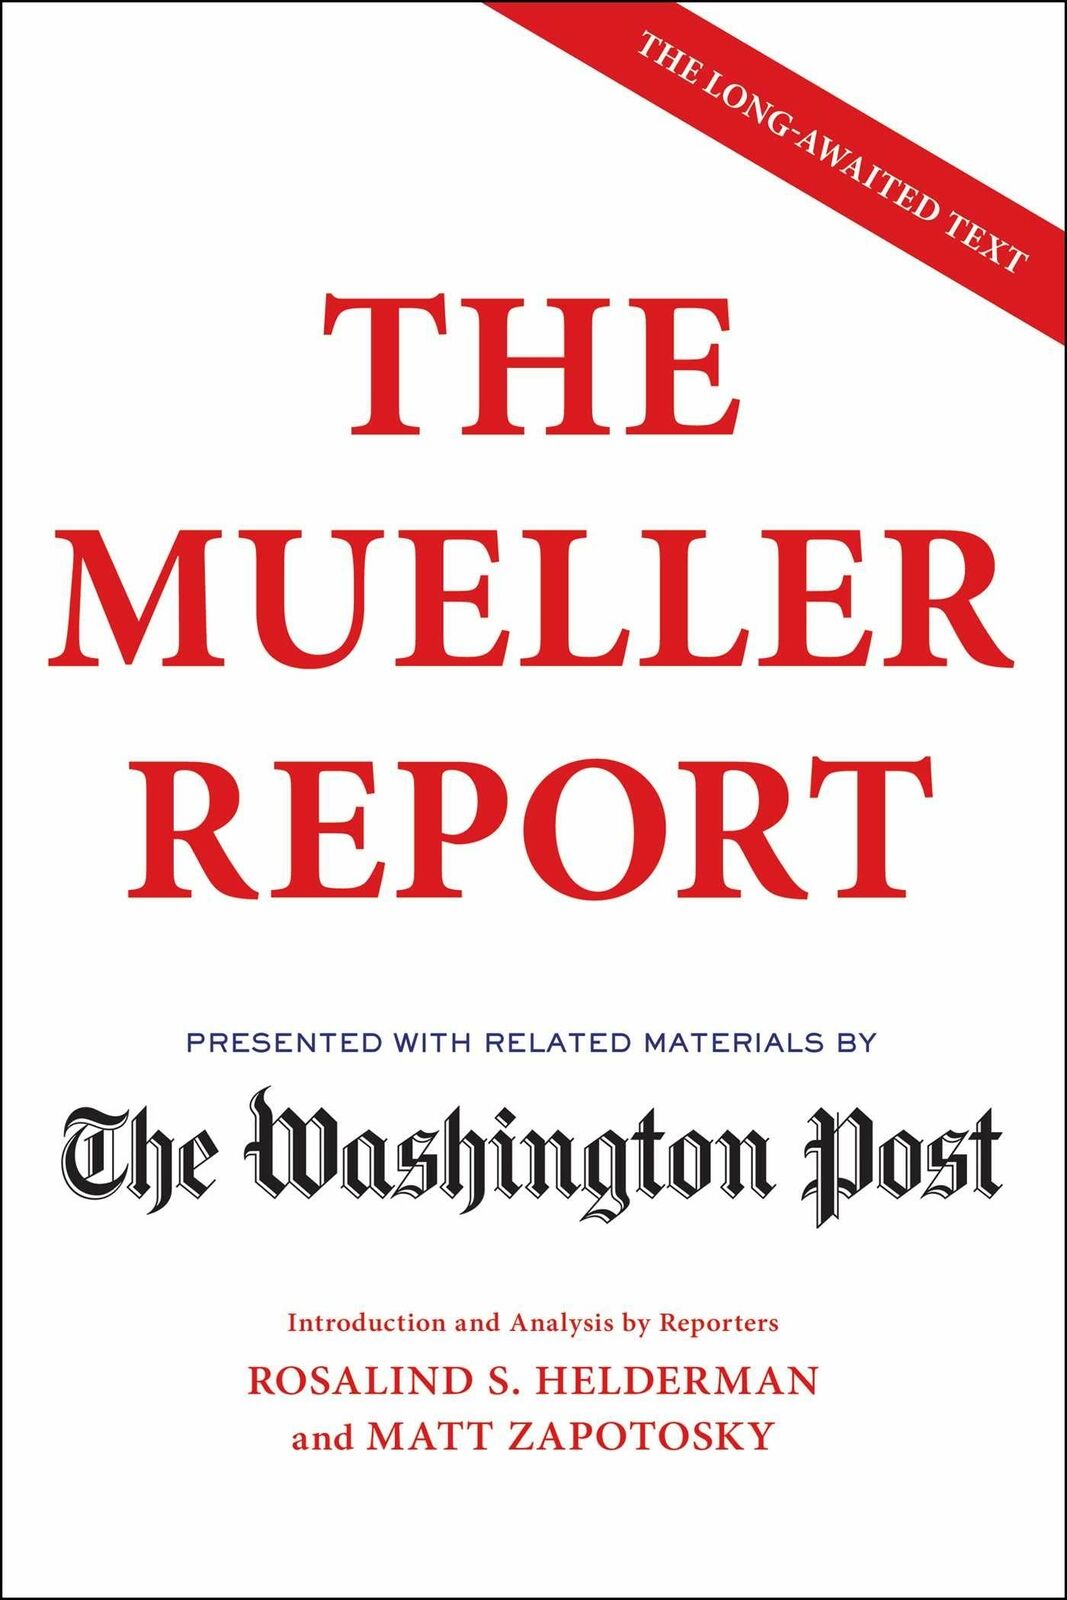 THE LONG-AWAITED TEXT
THE
MUELLER
REPORT
PRESENTED WITH RELATED MATERIALS BY
The Washington Post
Introduction and Analysis by Reporters
ROSALIND S. HELDERMAN
and MATT ZAPOTOSKY